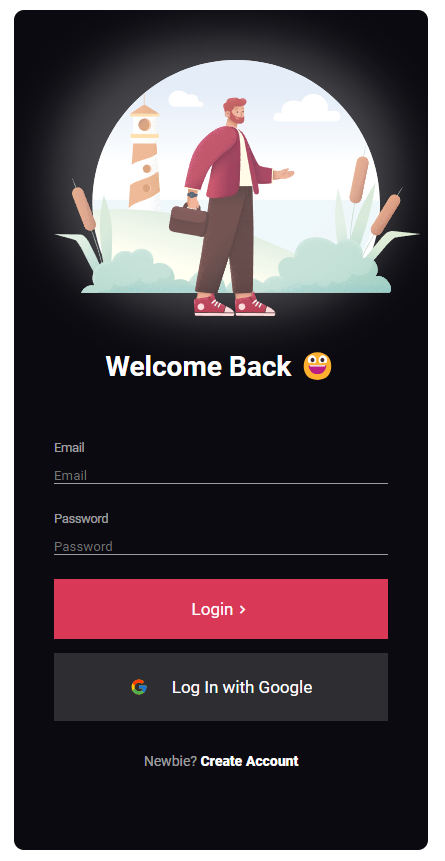 Welcome Back
Email
Email
Password
Password
Login
Log In with Google
Newbie? Create Account